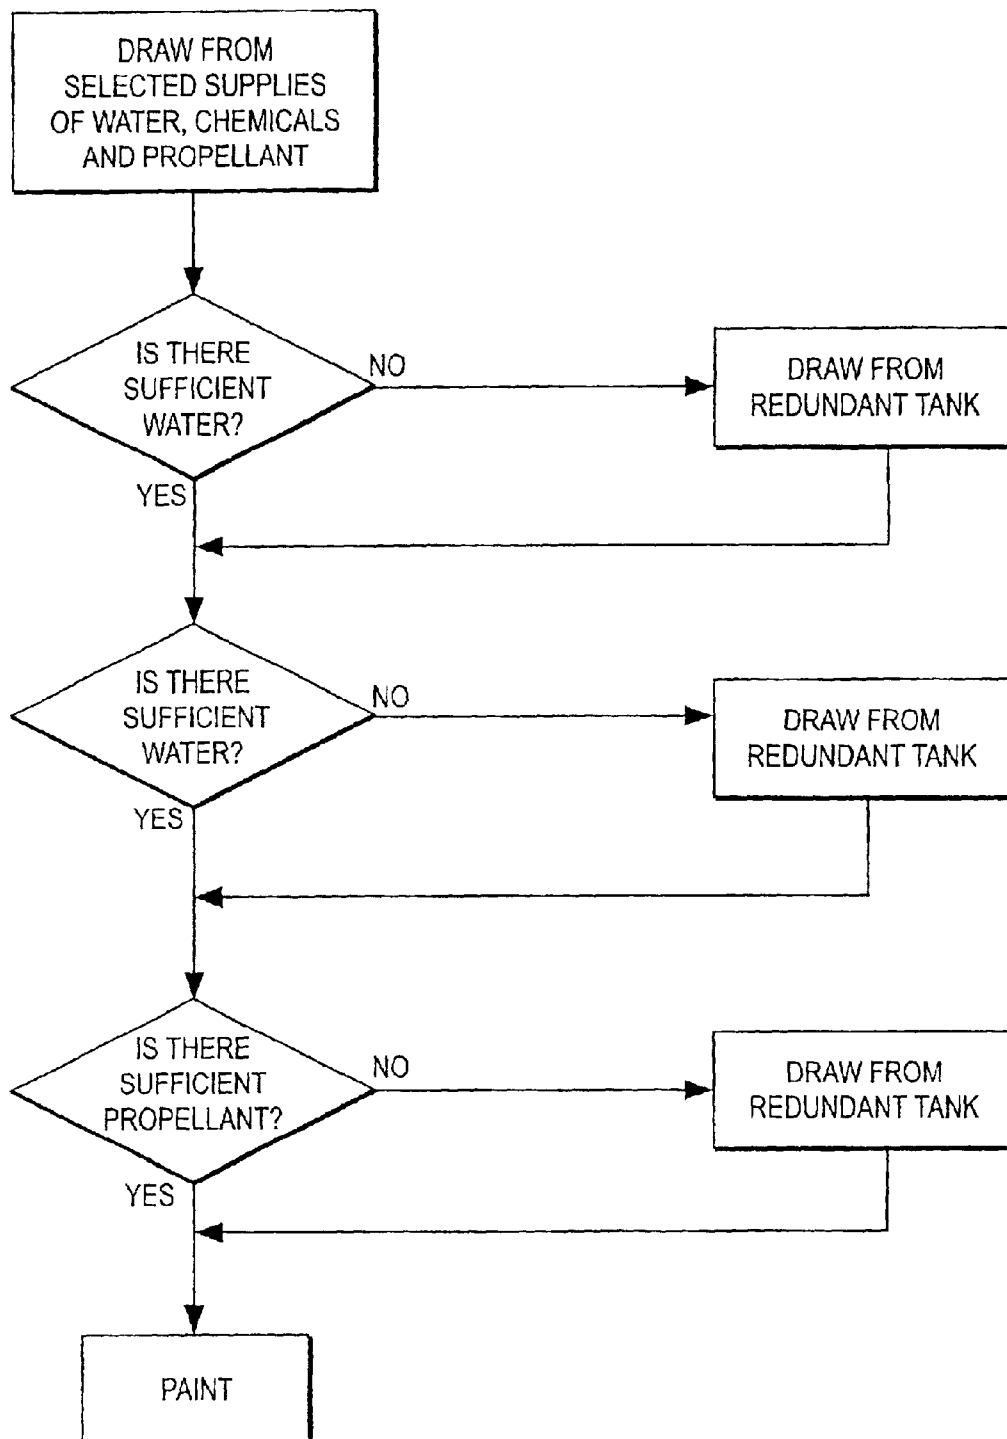 DRAW FROM
SELECTED SUPPLIES
OF WATER, CHEMICALS
AND PROPELLANT
IS THERE
SUFFICIENT
WATER?
NO
DRAW FROM
REDUNDANT TANK
YES
IS THERE
SUFFICIENT
WATER?
NO
DRAW FROM
REDUNDANT TANK
YES
IS THERE
SUFFICIENT
PROPELLANT?
NO
DRAW FROM
REDUNDANT TANK
YES
PAINT